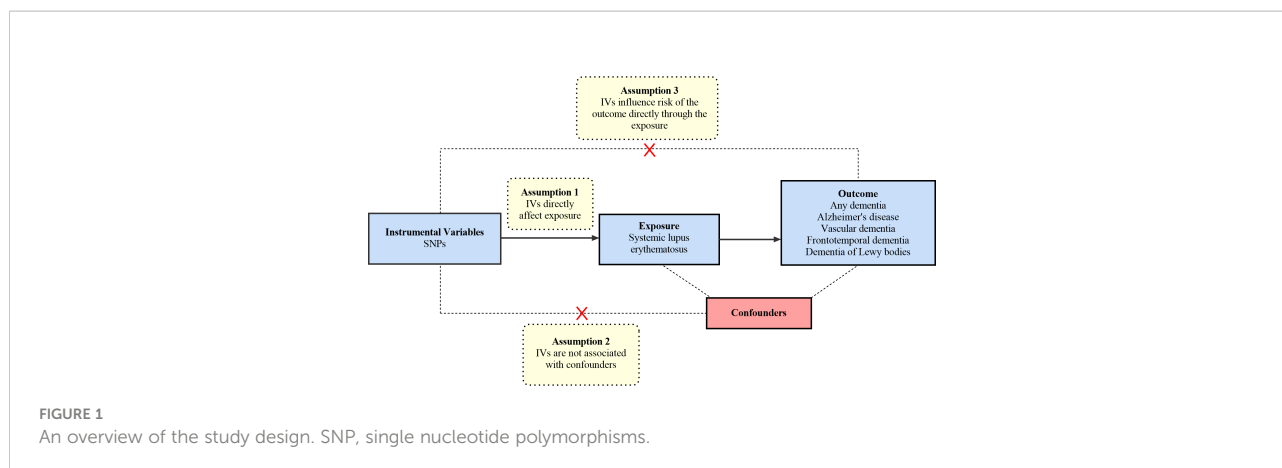 Assumption 3
IVs influence risk of the
outcome directly through the
exposure
Assumption 1
IVs directly
affect exposure
Instrumental Variables
SNPs
Exposure
Systemic lupus
erythematosus
Outcome
Any dementia
Alzheimer's disease
Vascular dementia
Frontotemporal dementia
Dementia of Lewy bodies
Confounders
Assumption 2
IVs are not associated
with confounders
FIGURE 1
An overview of the study design. SNP, single nucleotide polymorphisms.